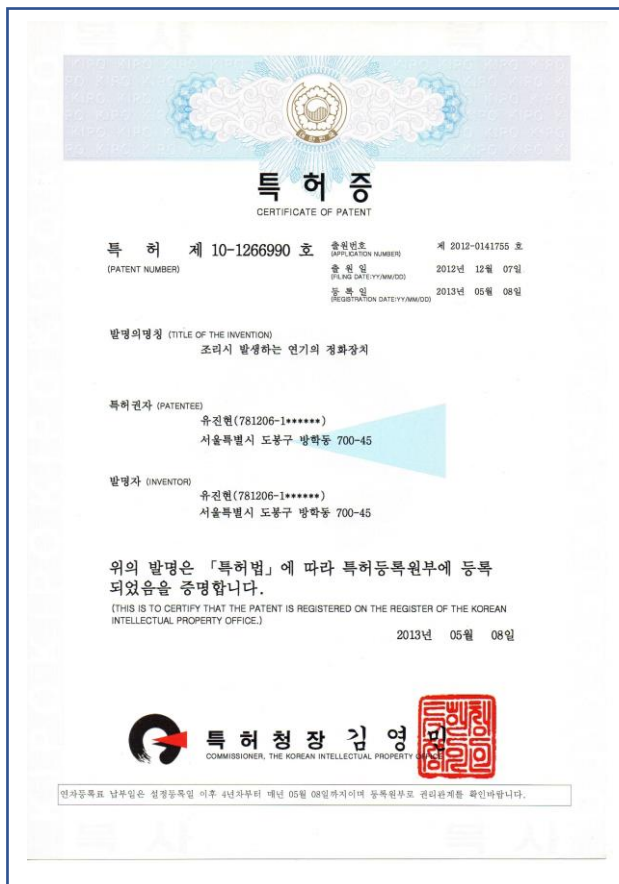 특허증
CERTIFICATE OF PATENT
특 허 제 10-1266990 호
(PATENT NUMBER)
출원번호 제 2012-0141755 호
(APPLICATION NUMBER)
출 원 일 2012년 12월 07일
(FILING DATE:YY/MM/DD)
등 록 일 2013년 05월 08일
(REGISTRATION DATE:YY/MM/DD)
발명의명칭 (TITLE OF THE INVENTION)
조리시 발생하는 연기의 정화장치
특허권자 (PATENTEE)
유진현(781206-1******)
서울특별시 도봉구 방학동 700-45
발명자 (INVENTOR)
유진현(781206-1******)
서울특별시 도봉구 방학동 700-45
위의 발명은 「특허법」에 따라 특허등록원부에 등록
되었음을 증명합니다.
(THIS IS TO CERTIFY THAT THE PATENT IS REGISTERED ON THE REGISTER OF THE KOREAN
INTELLECTUAL PROPERTY OFFICE.)
2013년 05월 08일
특허청장 김영민
COMMISSIONER, THE KOREAN INTELLECTUAL PROPERTY OFFICE
연차등록료 납부일은 설정등록일 이후 4년차부터 매년 05월 08일까지이며 등록원부로 권리관계를 확인바랍니다.